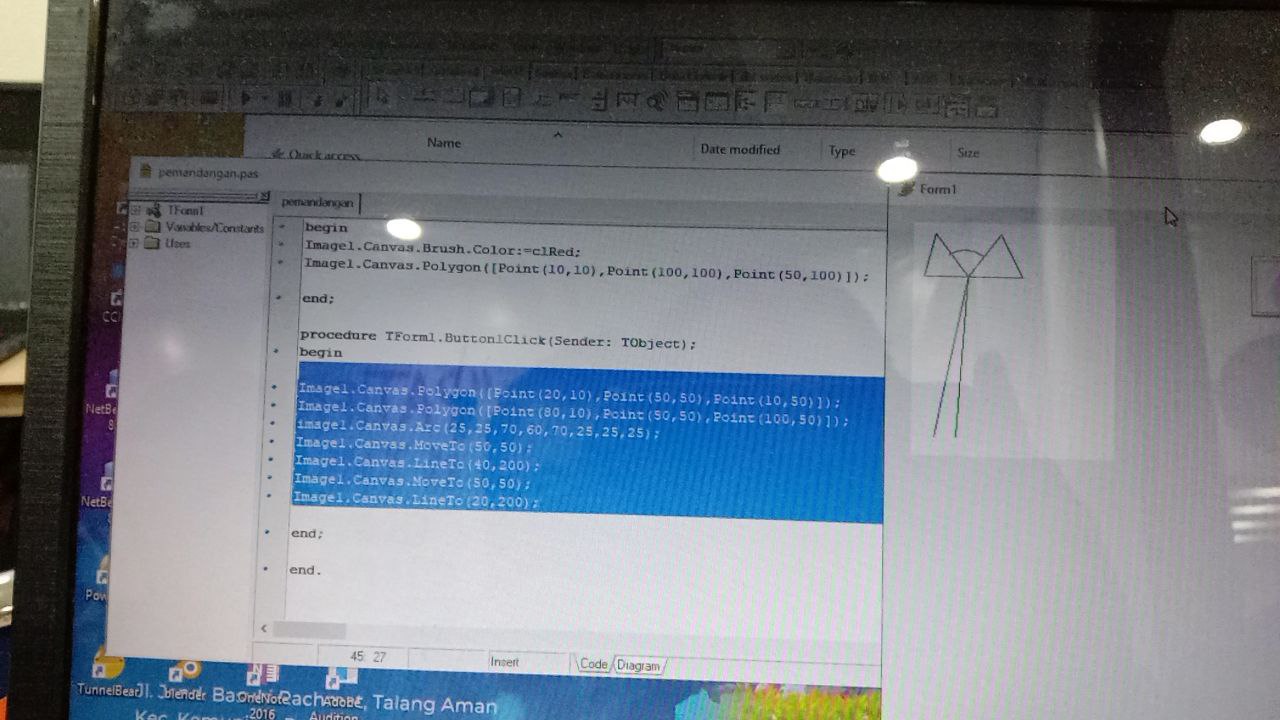 Name
Date modified
Type
Size
Quick access
pemandangan.pas
Form1
TForm1
Variables/Constants
Uses
pemandangan
begin
Image1.Canvas.Brush.Color:=clRed;
Image1.Canvas.Polygon([Point(10,10),Point(100,100),Point(50,100)]);
end;
procedure TForm1.Button1Click(Sender: TObject);
begin
Image1.Canvas.Polygon([Point(20,10),Point(50,50),Point(10,50)]);
Image1.Canvas.Polygon([Point(80,10),Point(50,50),Point(100,50)]);
image1.Canvas.Arc(25,25,70,60,70,25,25,25);
Image1.Canvas.MoveTo(50,50);
Image1.Canvas.LineTo(40,200);
Image1.Canvas.MoveTo(50,50);
Image1.Canvas.LineTo(20,200);
end;
end.
45: 27
Insert
Code
Diagram
CC
NetBe
8
NetBe
Pow
TunnelBear
blender
OneNote
2016
Adobe
Audition
Jl.
Talang Aman
Kec.